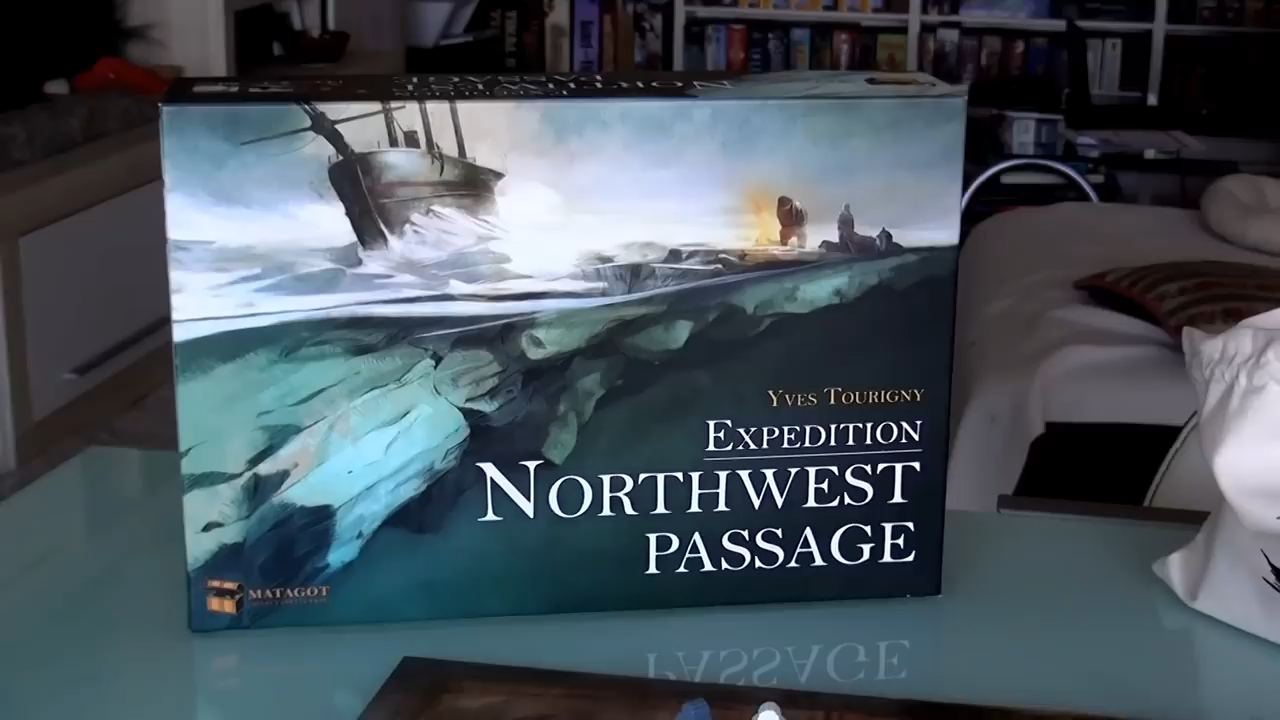 YVES TOURIGNY
EXPEDITION
NORTHWEST
PASSAGE
MATAGOT